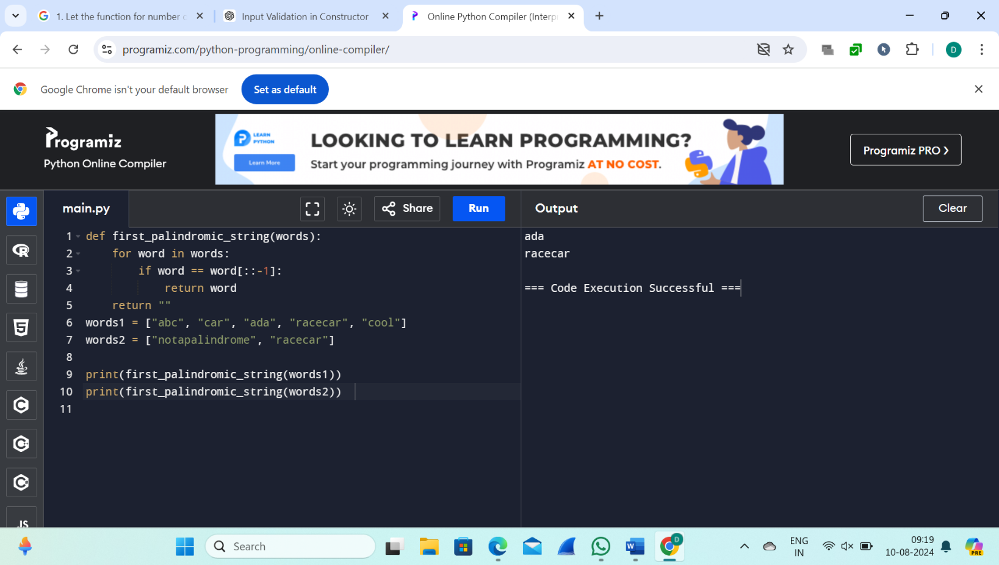 1. Let the function for number
Input Validation in Constructor
Online Python Compiler (Interp
programiz.com/python-programming/online-compiler/
D
Google Chrome isn't your default browser
Set as default
Programiz
Python Online Compiler
LEARN
PYTHON
Learn More
LOOKING TO LEARN PROGRAMMING?
Start your programming journey with Programiz AT NO COST.
Programiz PRO ❯
main.py
Share
Run
Output
Clear
1 def first_palindromic_string(words):
2     for word in words:
3         if word == word[::-1]:
4             return word
5     return ""
6 words1 = ["abc", "car", "ada", "racecar", "cool"]
7 words2 = ["notapalindrome", "racecar"]
8
9 print(first_palindromic_string(words1))
10 print(first_palindromic_string(words2))
11
ada
racecar
=== Code Execution Successful ===
JS
Search
D
ENG
IN
09:19
10-08-2024
PRE